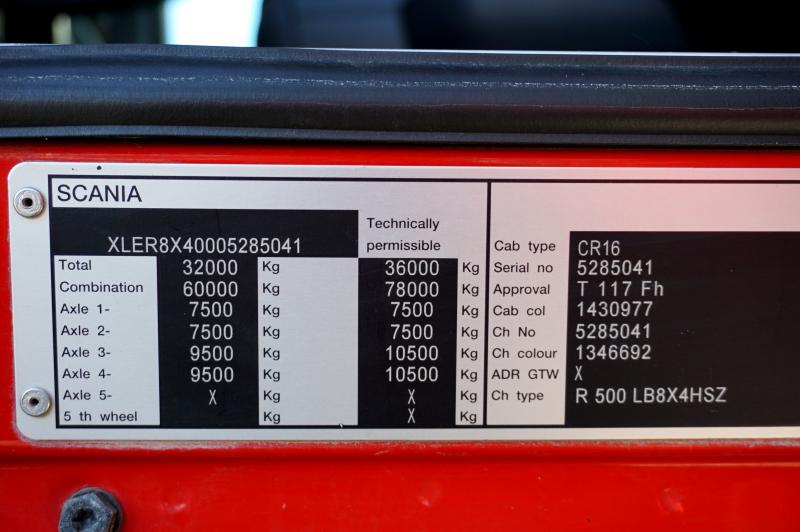 SCANIA
XLER8X40005285041
Technically
permissible
Total 32000 Kg 36000 Kg
Combination 60000 Kg 78000 Kg
Axle 1- 7500 Kg 7500 Kg
Axle 2- 7500 Kg 7500 Kg
Axle 3- 9500 Kg 10500 Kg
Axle 4- 9500 Kg 10500 Kg
Axle 5- X Kg X Kg
5 th wheel Kg X Kg
Cab type CR16
Serial no 5285041
Approval T 117 Fh
Cab col 1430977
Ch No 5285041
Ch colour 1346692
ADR GTW X
Ch type R 500 LB8X4HSZ